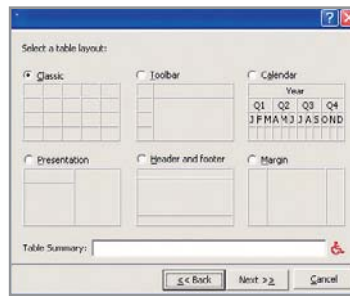 ?
Select a table layout:
Classic
Toolbar
Calendar
Year
Q1 Q2 Q3 Q4
J F M A M J J A S O N D
Presentation
Header and footer
Margin
Table Summary:
<< Back
Next >>
Cancel